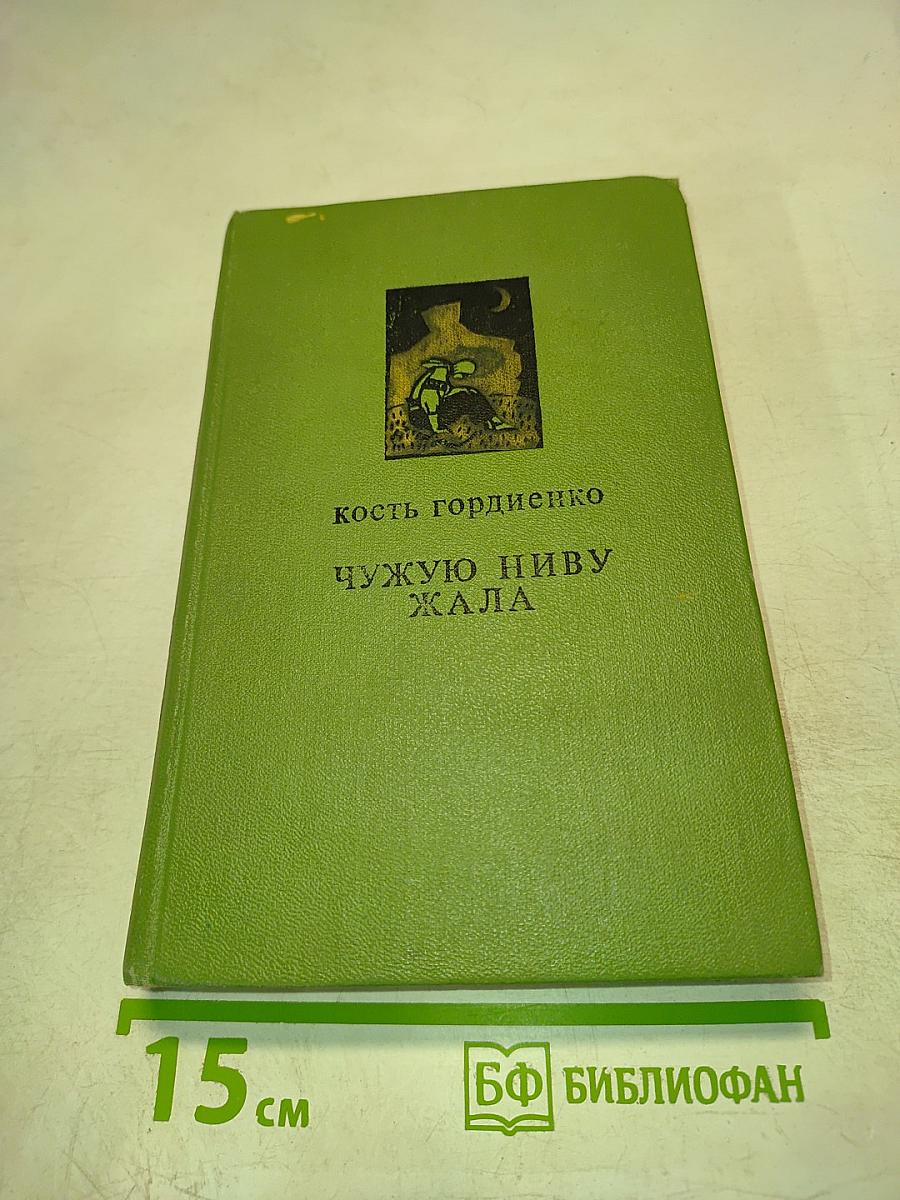 кость гордиенко
ЧУЖУЮ НИВУ
ЖАЛА
15 см
БФ БИБЛИОФАН